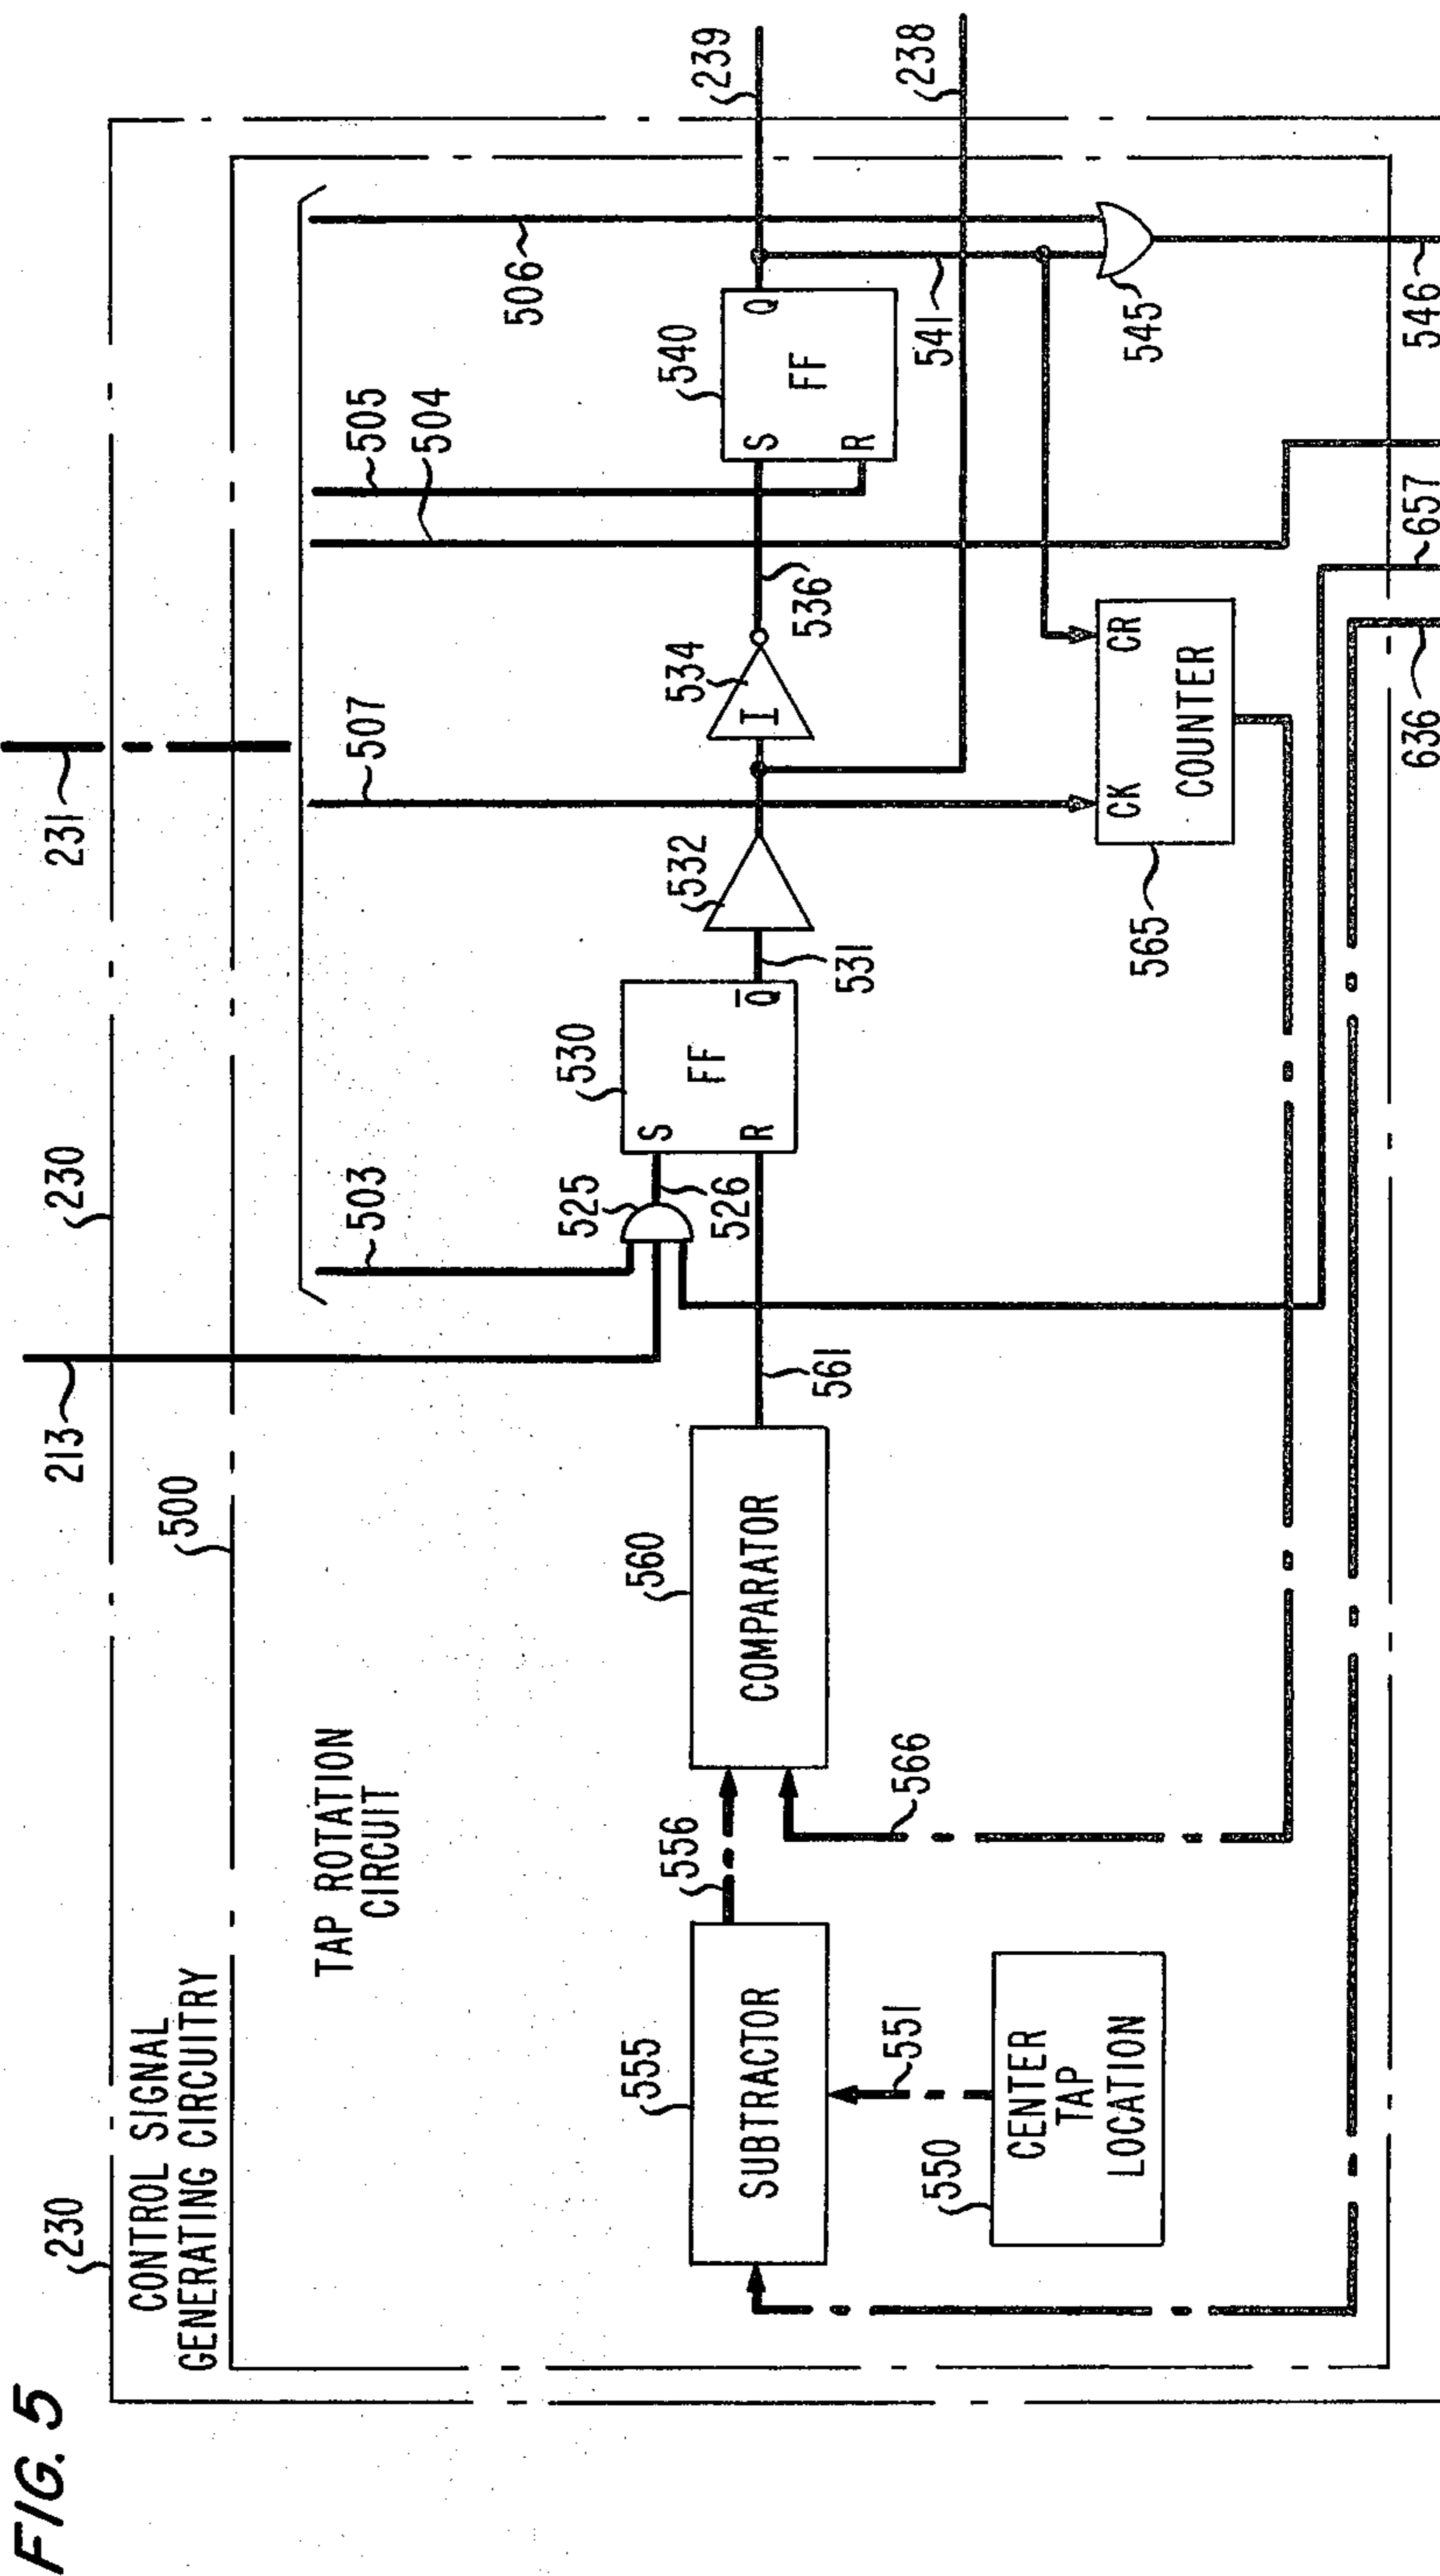 FIG. 5
230
CONTROL SIGNAL
GENERATING CIRCUITRY
500
213
230
231
TAP ROTATION
CIRCUIT
503
507
505
504
506
239
238
525
526
530
S
R
FF
Q̅
531
532
534
I
536
540
S
R
FF
Q
541
545
546
555
SUBTRACTOR
556
560
COMPARATOR
561
566
550
CENTER
TAP
LOCATION
551
565
CK
CR
COUNTER
657
636